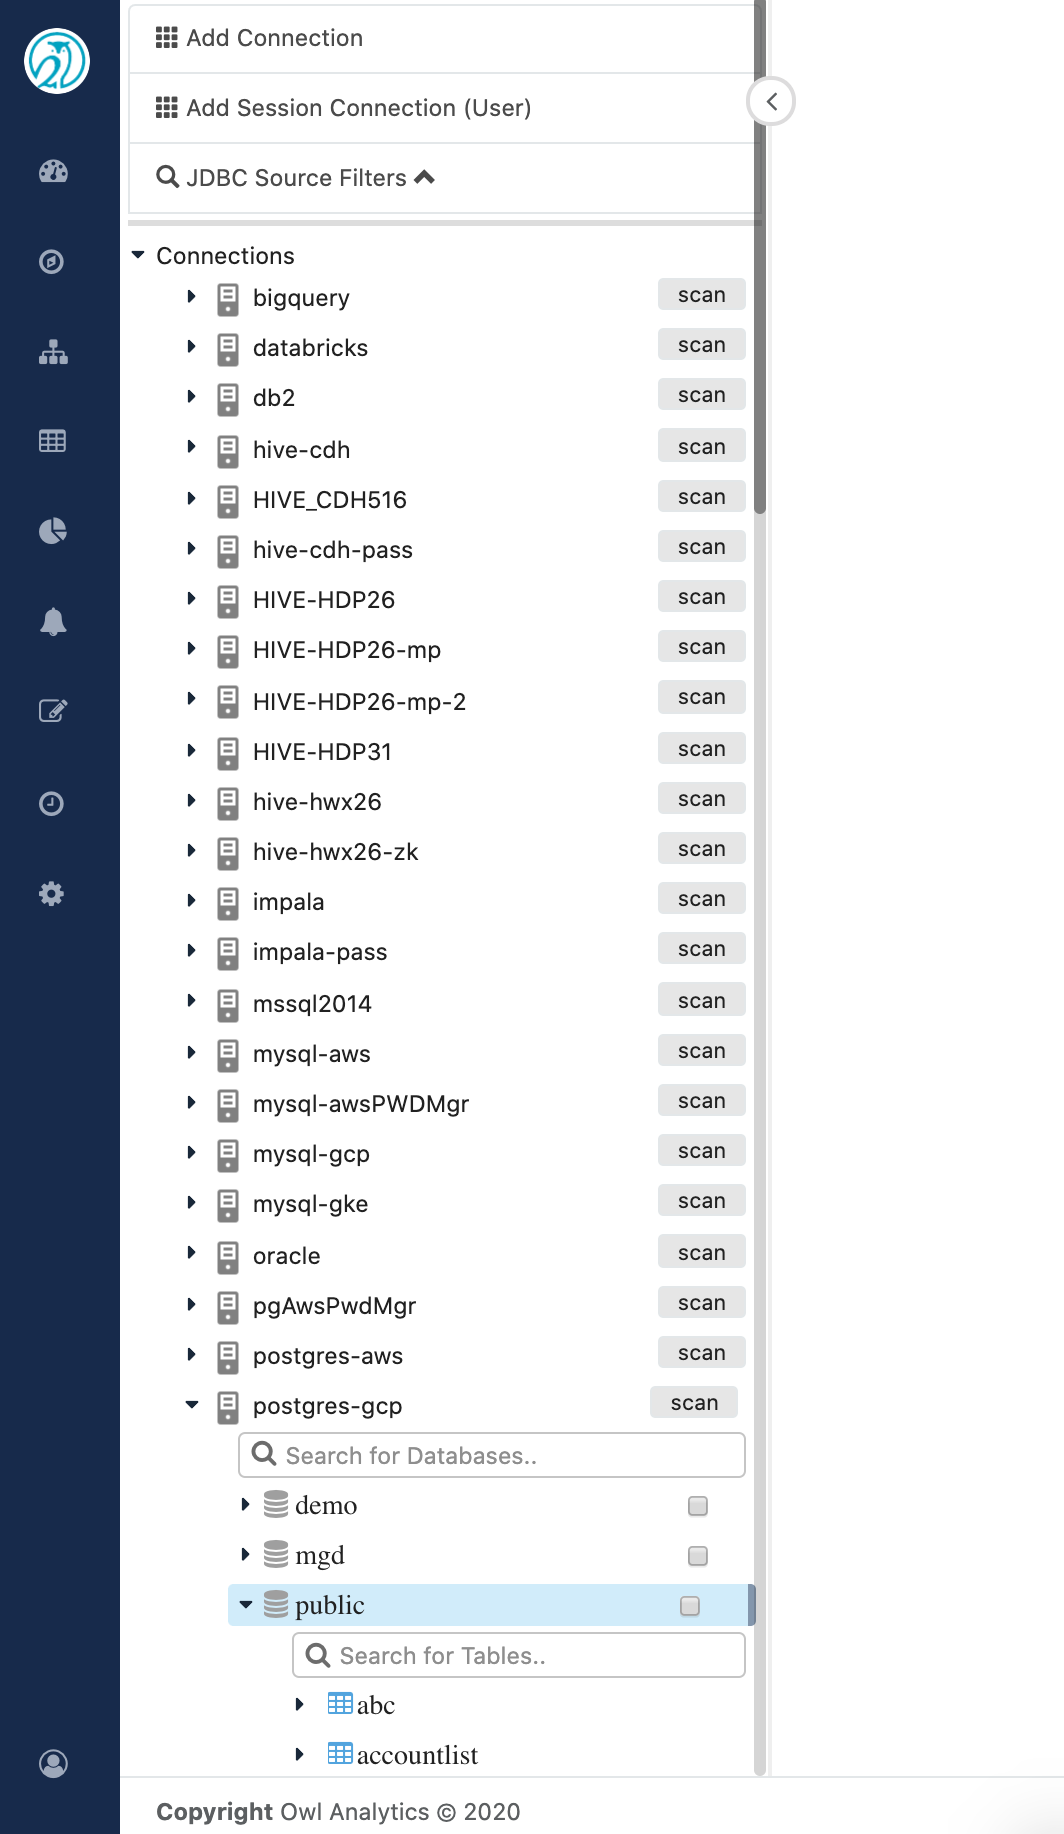 Add Connection
Add Session Connection (User)
JDBC Source Filters
Connections
bigquery scan
databricks scan
db2 scan
hive-cdh scan
HIVE_CDH516 scan
hive-cdh-pass scan
HIVE-HDP26 scan
HIVE-HDP26-mp scan
HIVE-HDP26-mp-2 scan
HIVE-HDP31 scan
hive-hwx26 scan
hive-hwx26-zk scan
impala scan
impala-pass scan
mssql2014 scan
mysql-aws scan
mysql-awsPWDMgr scan
mysql-gcp scan
mysql-gke scan
oracle scan
pgAwsPwdMgr scan
postgres-aws scan
postgres-gcp scan
Search for Databases..
demo
mgd
public
Search for Tables..
abc
accountlist
Copyright Owl Analytics © 2020